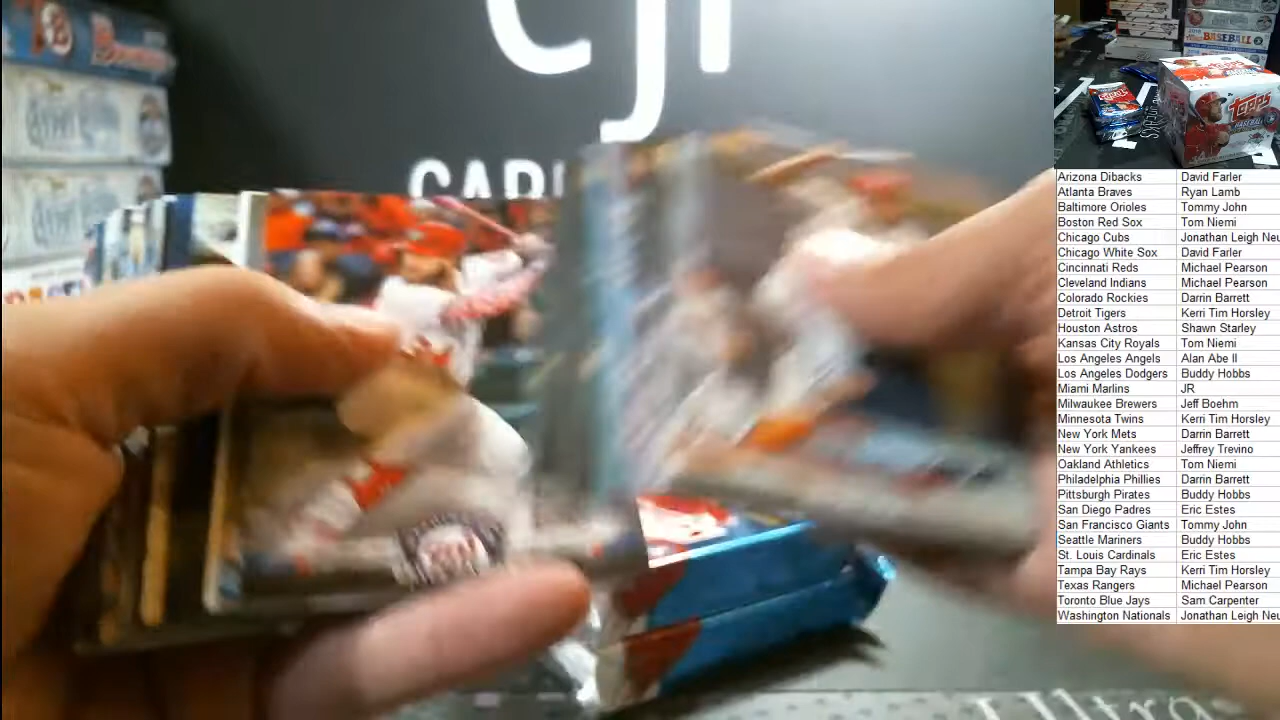 CJI
CARD
Bowman
BASEBALL
TOPPS
BASEBALL
Arizona Dibacks David Farler
Atlanta Braves Ryan Lamb
Baltimore Orioles Tommy John
Boston Red Sox Tom Niemi
Chicago Cubs Jonathan Leigh Neu
Chicago White Sox David Farler
Cincinnati Reds Michael Pearson
Cleveland Indians Michael Pearson
Colorado Rockies Darrin Barrett
Detroit Tigers Kerri Tim Horsley
Houston Astros Shawn Starley
Kansas City Royals Tom Niemi
Los Angeles Angels Alan Abe II
Los Angeles Dodgers Buddy Hobbs
Miami Marlins JR
Milwaukee Brewers Jeff Boehm
Minnesota Twins Kerri Tim Horsley
New York Mets Darrin Barrett
New York Yankees Jeffrey Trevino
Oakland Athletics Tom Niemi
Philadelphia Phillies Darrin Barrett
Pittsburgh Pirates Buddy Hobbs
San Diego Padres Eric Estes
San Francisco Giants Tommy John
Seattle Mariners Buddy Hobbs
St. Louis Cardinals Eric Estes
Tampa Bay Rays Kerri Tim Horsley
Texas Rangers Michael Pearson
Toronto Blue Jays Sam Carpenter
Washington Nationals Jonathan Leigh Neu
Ultra